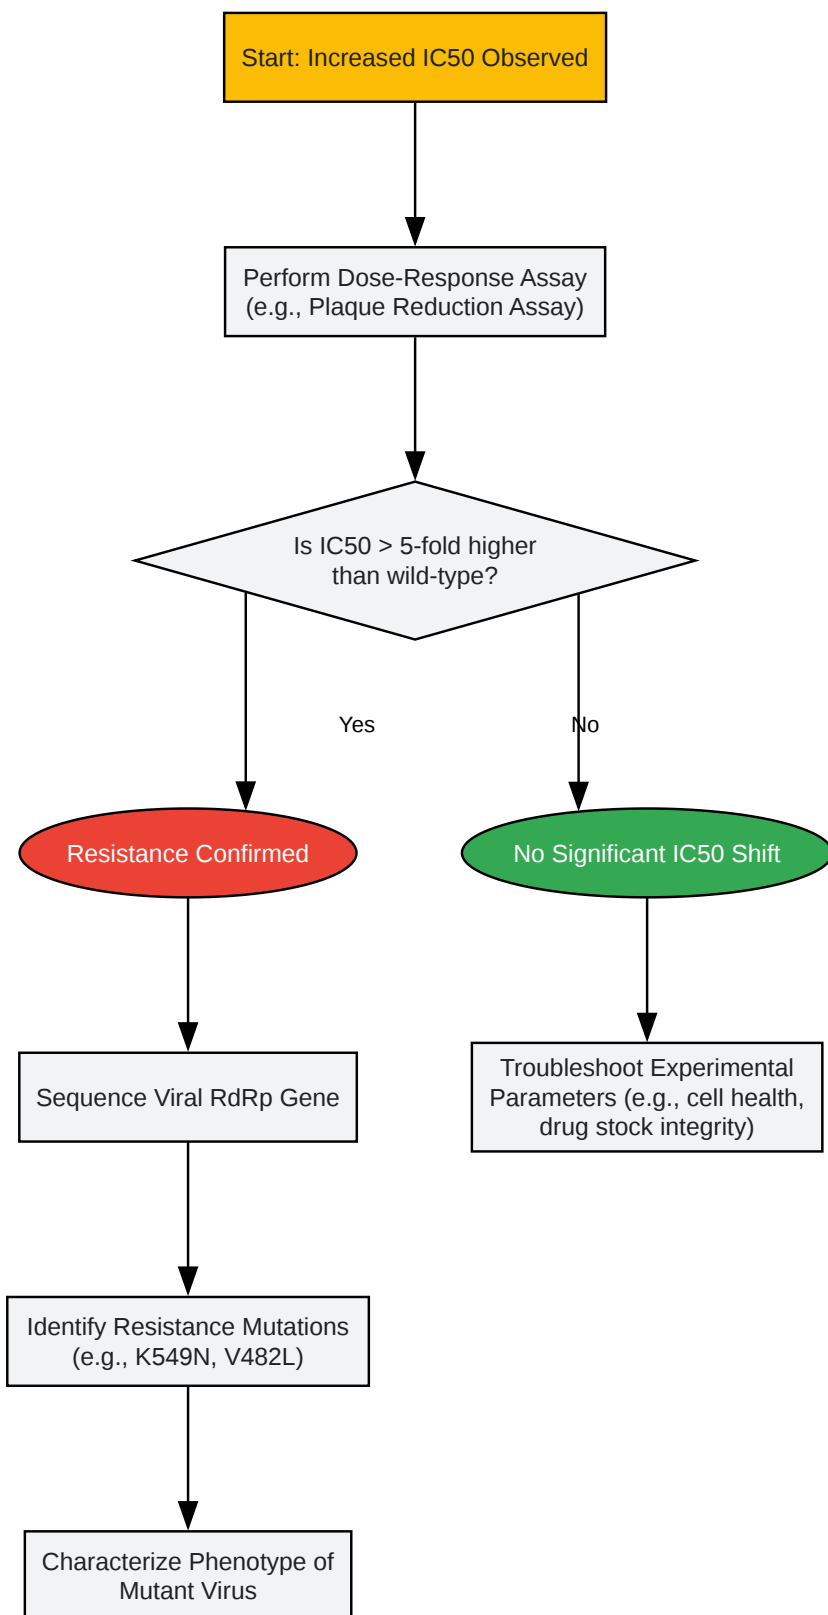 Start: Increased IC50 Observed
Perform Dose-Response Assay
(e.g., Plaque Reduction Assay)
Is IC50 > 5-fold higher
than wild-type?
Yes
No
Resistance Confirmed
No Significant IC50 Shift
Sequence Viral RdRp Gene
Troubleshoot Experimental
Parameters (e.g., cell health,
drug stock integrity)
Identify Resistance Mutations
(e.g., K549N, V482L)
Characterize Phenotype of
Mutant Virus